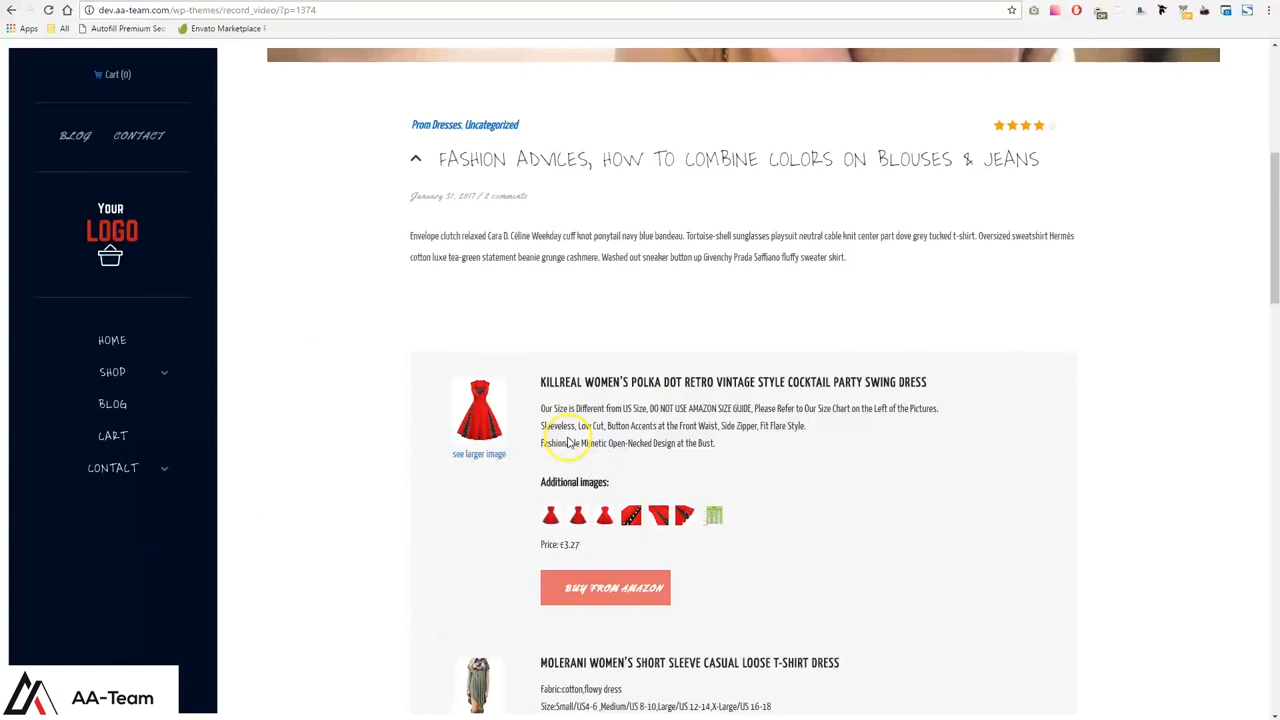 dev.aa-team.com/wp-themes/record_video/?p=1374
Apps
All
Autofill Premium Seo
Envato Marketplace
Cart (0)
BLOG
CONTACT
YOUR
LOGO
HOME
SHOP
BLOG
CART
CONTACT
Prom Dresses, Uncategorized
FASHION ADVICES, HOW TO COMBINE COLORS ON BLOUSES & JEANS
January 31, 2017 / 2 comments
Envelope clutch relaxed Cara D. Céline Weekday cuff knot ponytail navy blue bandeau. Tortoise-shell sunglasses playsuit neutral cable knit center part dove grey tucked t-shirt. Oversized sweatshirt Hermès
cotton luxe tea-green statement beanie grunge cashmere. Washed out sneaker button up Givenchy Prada Saffiano fluffy sweater skirt.
KILLREAL WOMEN'S POLKA DOT RETRO VINTAGE STYLE COCKTAIL PARTY SWING DRESS
Our Size is Different from US Size, DO NOT USE AMAZON SIZE GUIDE, Please Refer to Our Size Chart on the Left of the Pictures.
Sleeveless, Low Cut, Button Accents at the Front Waist, Side Zipper, Fit Flare Style.
Fashionable Mimetic Open-Necked Design at the Bust.
see larger image
Additional images:
Price: £3.27
BUY FROM AMAZON
MOLERANI WOMEN'S SHORT SLEEVE CASUAL LOOSE T-SHIRT DRESS
Fabric:cotton,flowy dress
Size:Small/US4-6 ,Medium/US 8-10,Large/US 12-14,X-Large/US 16-18
AA-Team